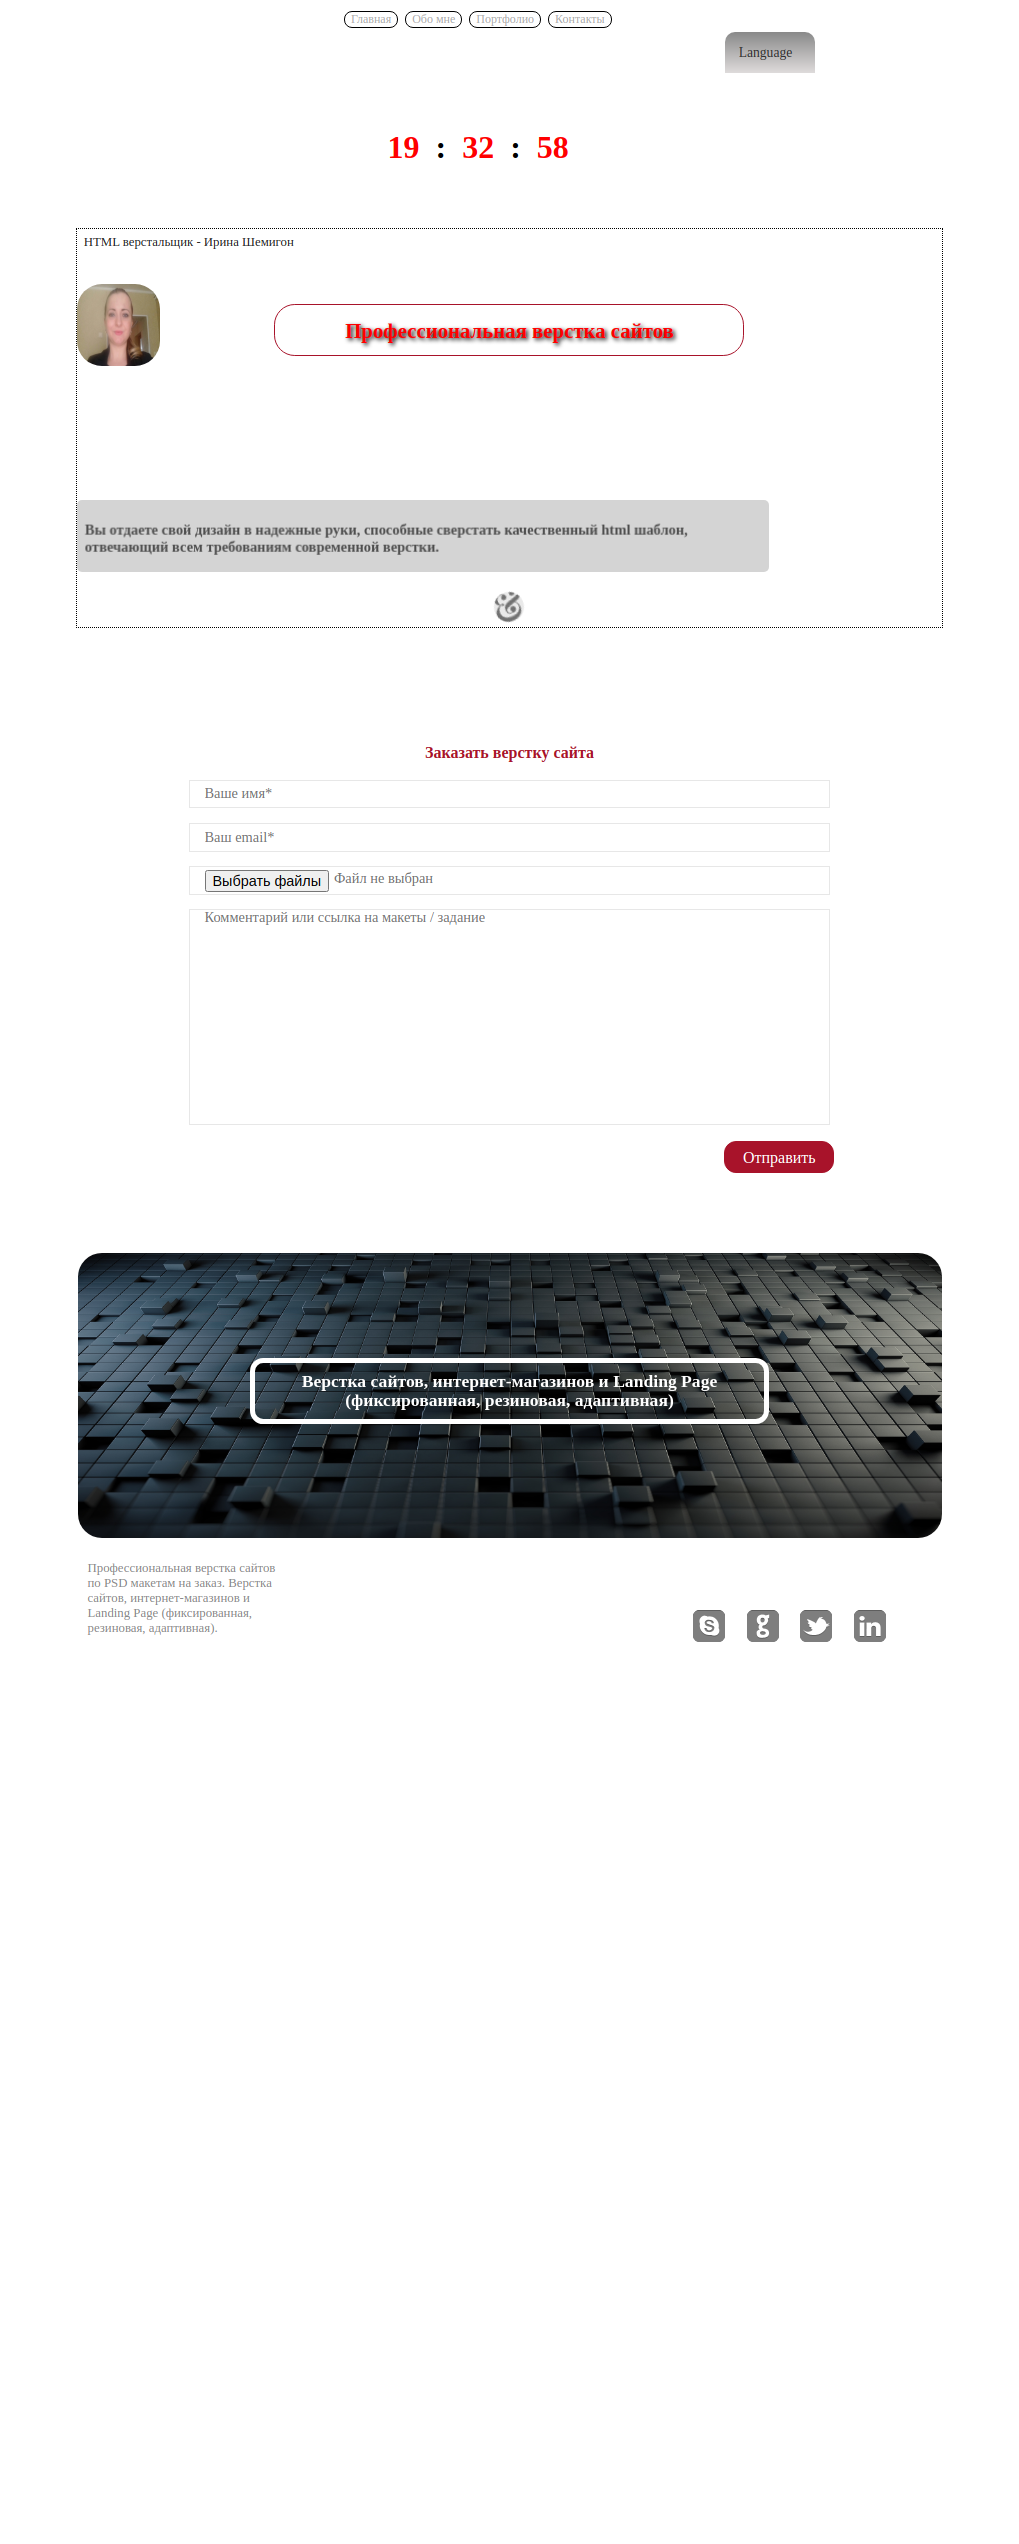 Главная Обо мне Портфолио Контакты
Language
19 : 32 : 58
HTML верстальщик - Ирина Шемигон
Профессиональная верстка сайтов
Вы отдаете свой дизайн в надежные руки, способные сверстать качественный html шаблон,
отвечающий всем требованиям современной верстки.
Заказать верстку сайта
Ваше имя*
Ваш email*
Выбрать файлы Файл не выбран
Комментарий или ссылка на макеты / задание
Отправить
Верстка сайтов, интернет-магазинов и Landing Page
(фиксированная, резиновая, адаптивная)
Профессиональная верстка сайтов
по PSD макетам на заказ. Верстка
сайтов, интернет-магазинов и
Landing Page (фиксированная,
резиновая, адаптивная).